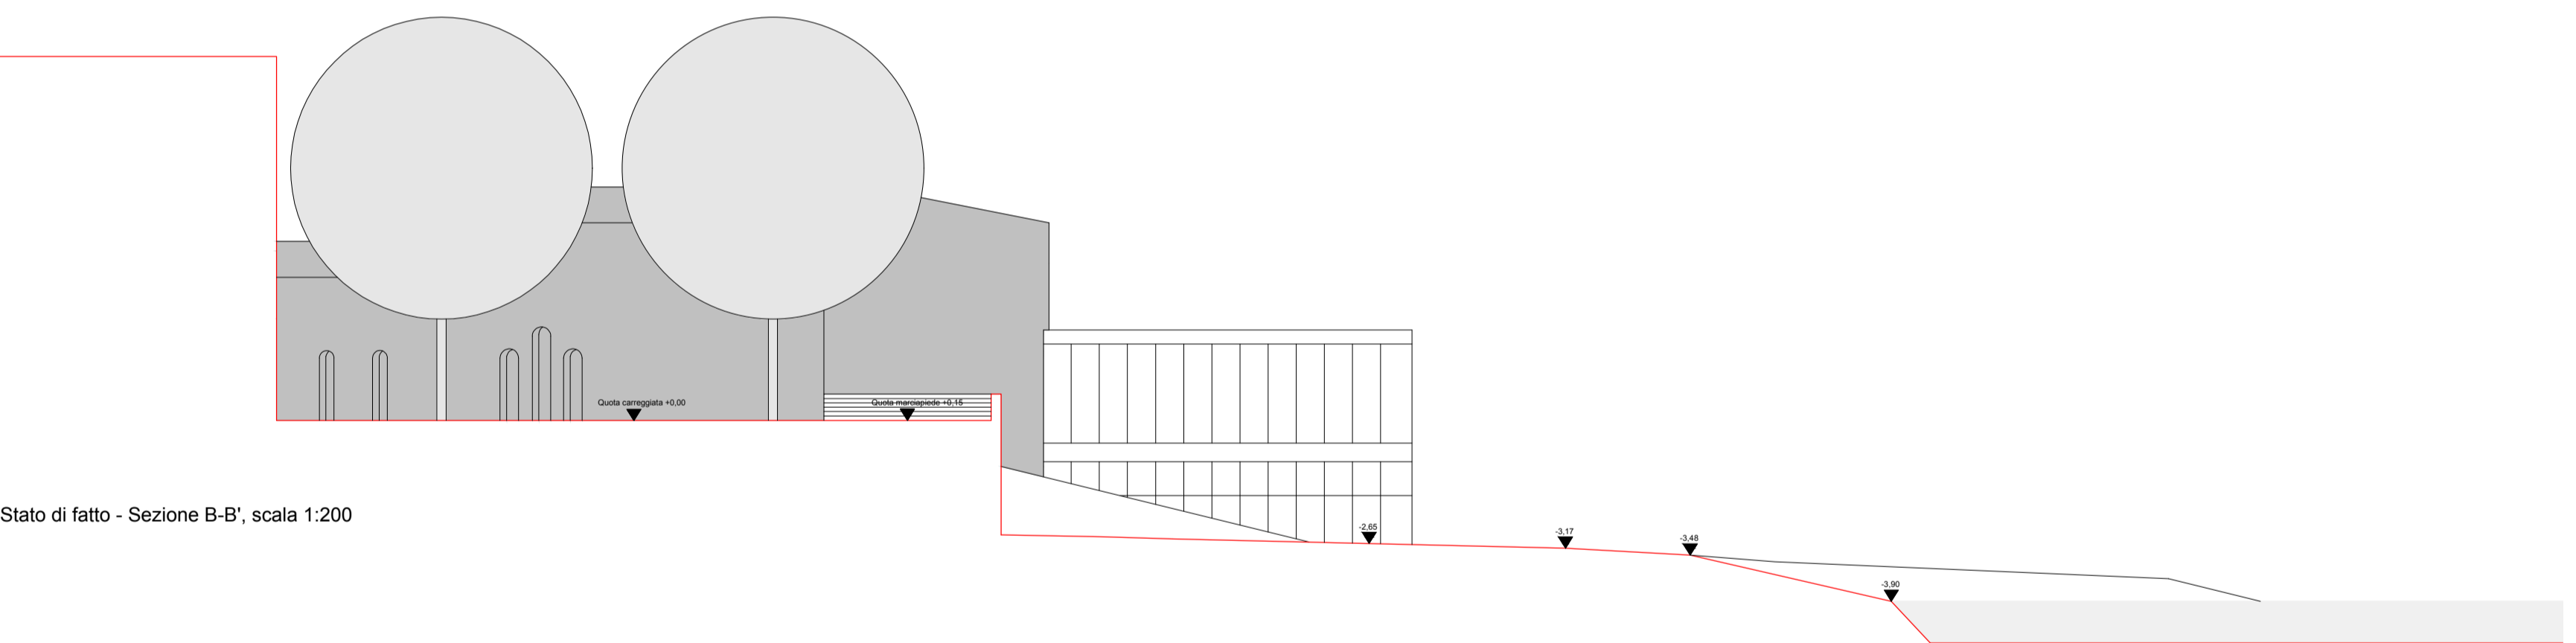 Quota carreggiata +0,00
Quota marciapiede +0,15
Stato di fatto - Sezione B-B', scala 1:200
-2,65
-3,17
-3,48
-3,90